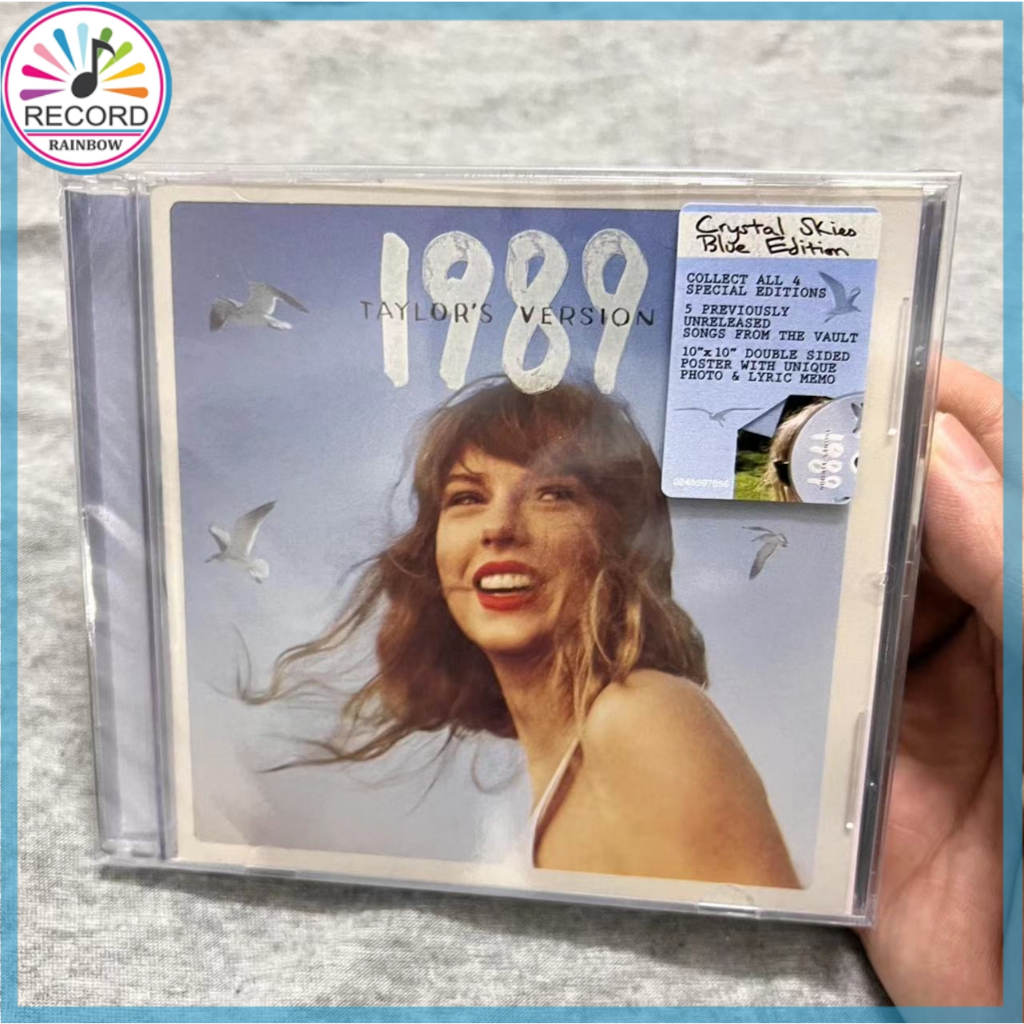 RECORD
RAINBOW
1989
TAYLOR'S VERSION
Crystal Skies
Blue Edition
COLLECT ALL 4
SPECIAL EDITIONS
5 PREVIOUSLY
UNRELEASED
SONGS FROM THE VAULT
10"x10" DOUBLE SIDED
POSTER WITH UNIQUE
PHOTO & LYRIC MEMO
1989